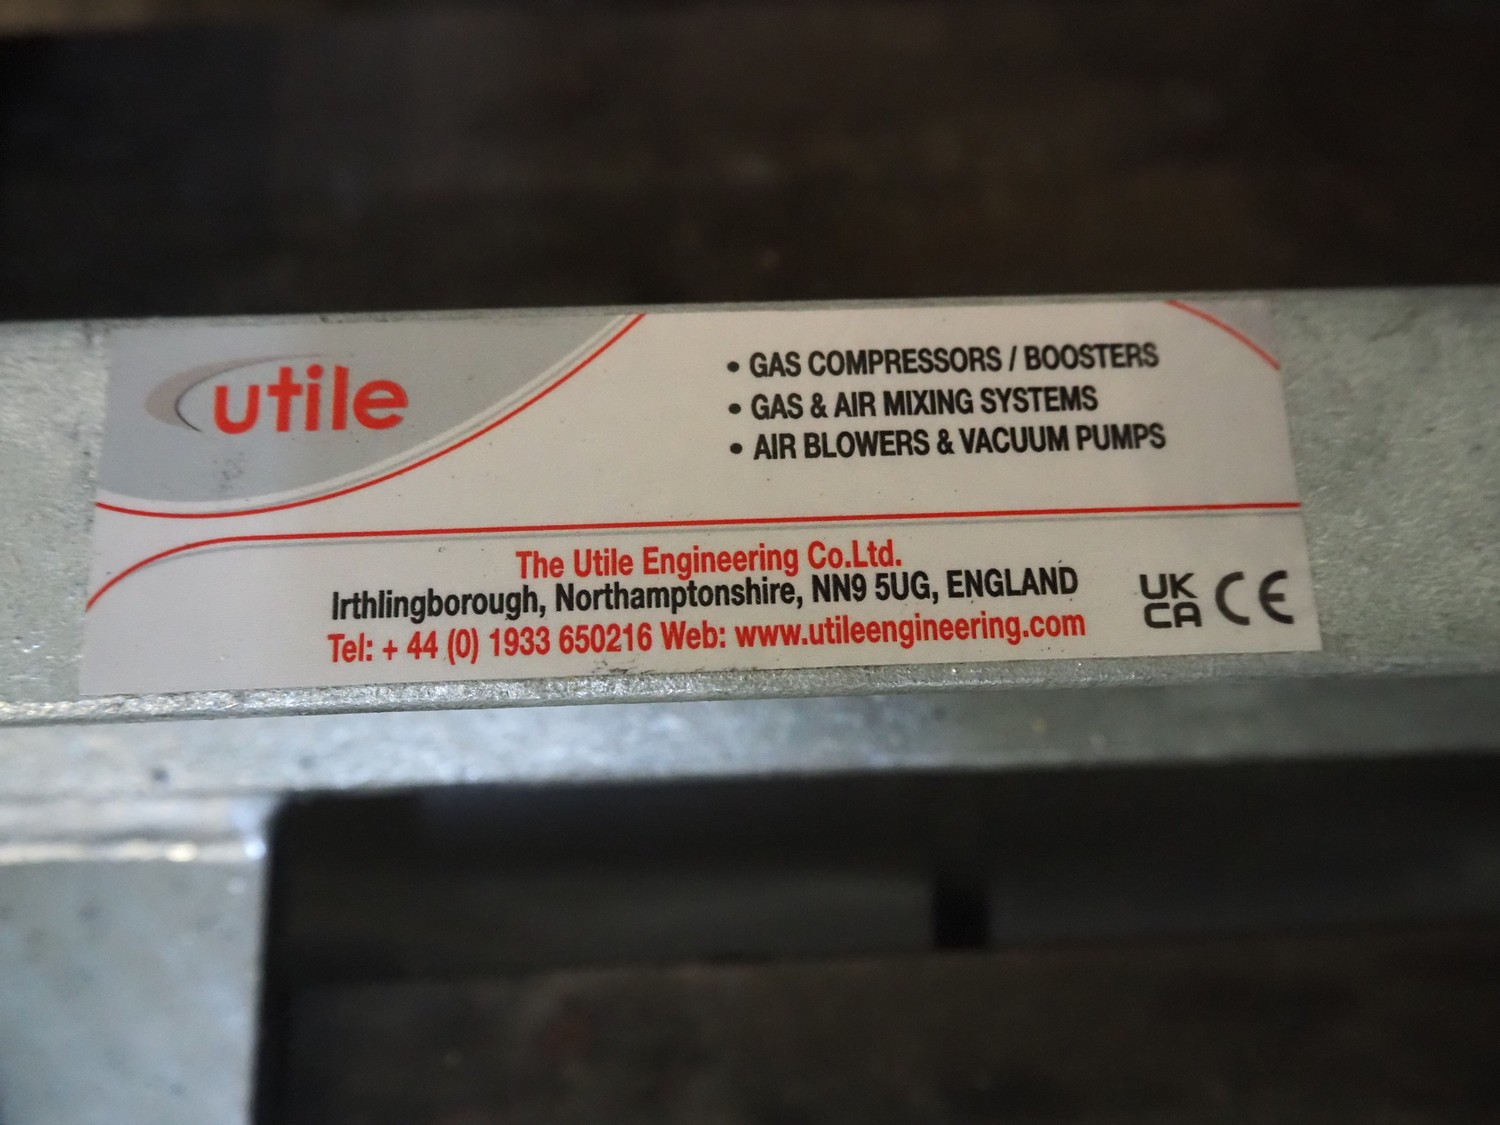 utile
• GAS COMPRESSORS / BOOSTERS
• GAS & AIR MIXING SYSTEMS
• AIR BLOWERS & VACUUM PUMPS
The Utile Engineering Co.Ltd.
Irthlingborough, Northamptonshire, NN9 5UG, ENGLAND
Tel: + 44 (0) 1933 650216 Web: www.utileengineering.com
UK
CA CE